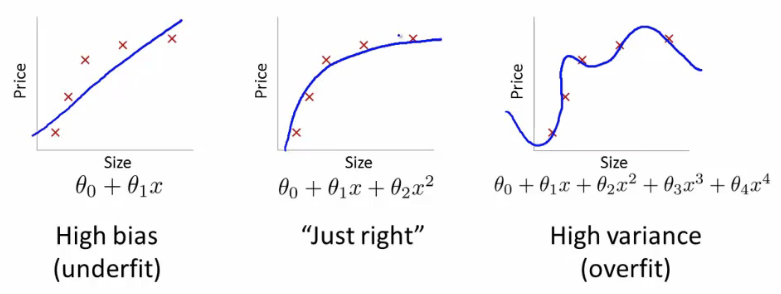 Price
Size
θ₀ + θ₁x
High bias
(underfit)
Price
Size
θ₀ + θ₁x + θ₂x²
“Just right”
Price
Size
θ₀ + θ₁x + θ₂x² + θ₃x³ + θ₄x⁴
High variance
(overfit)